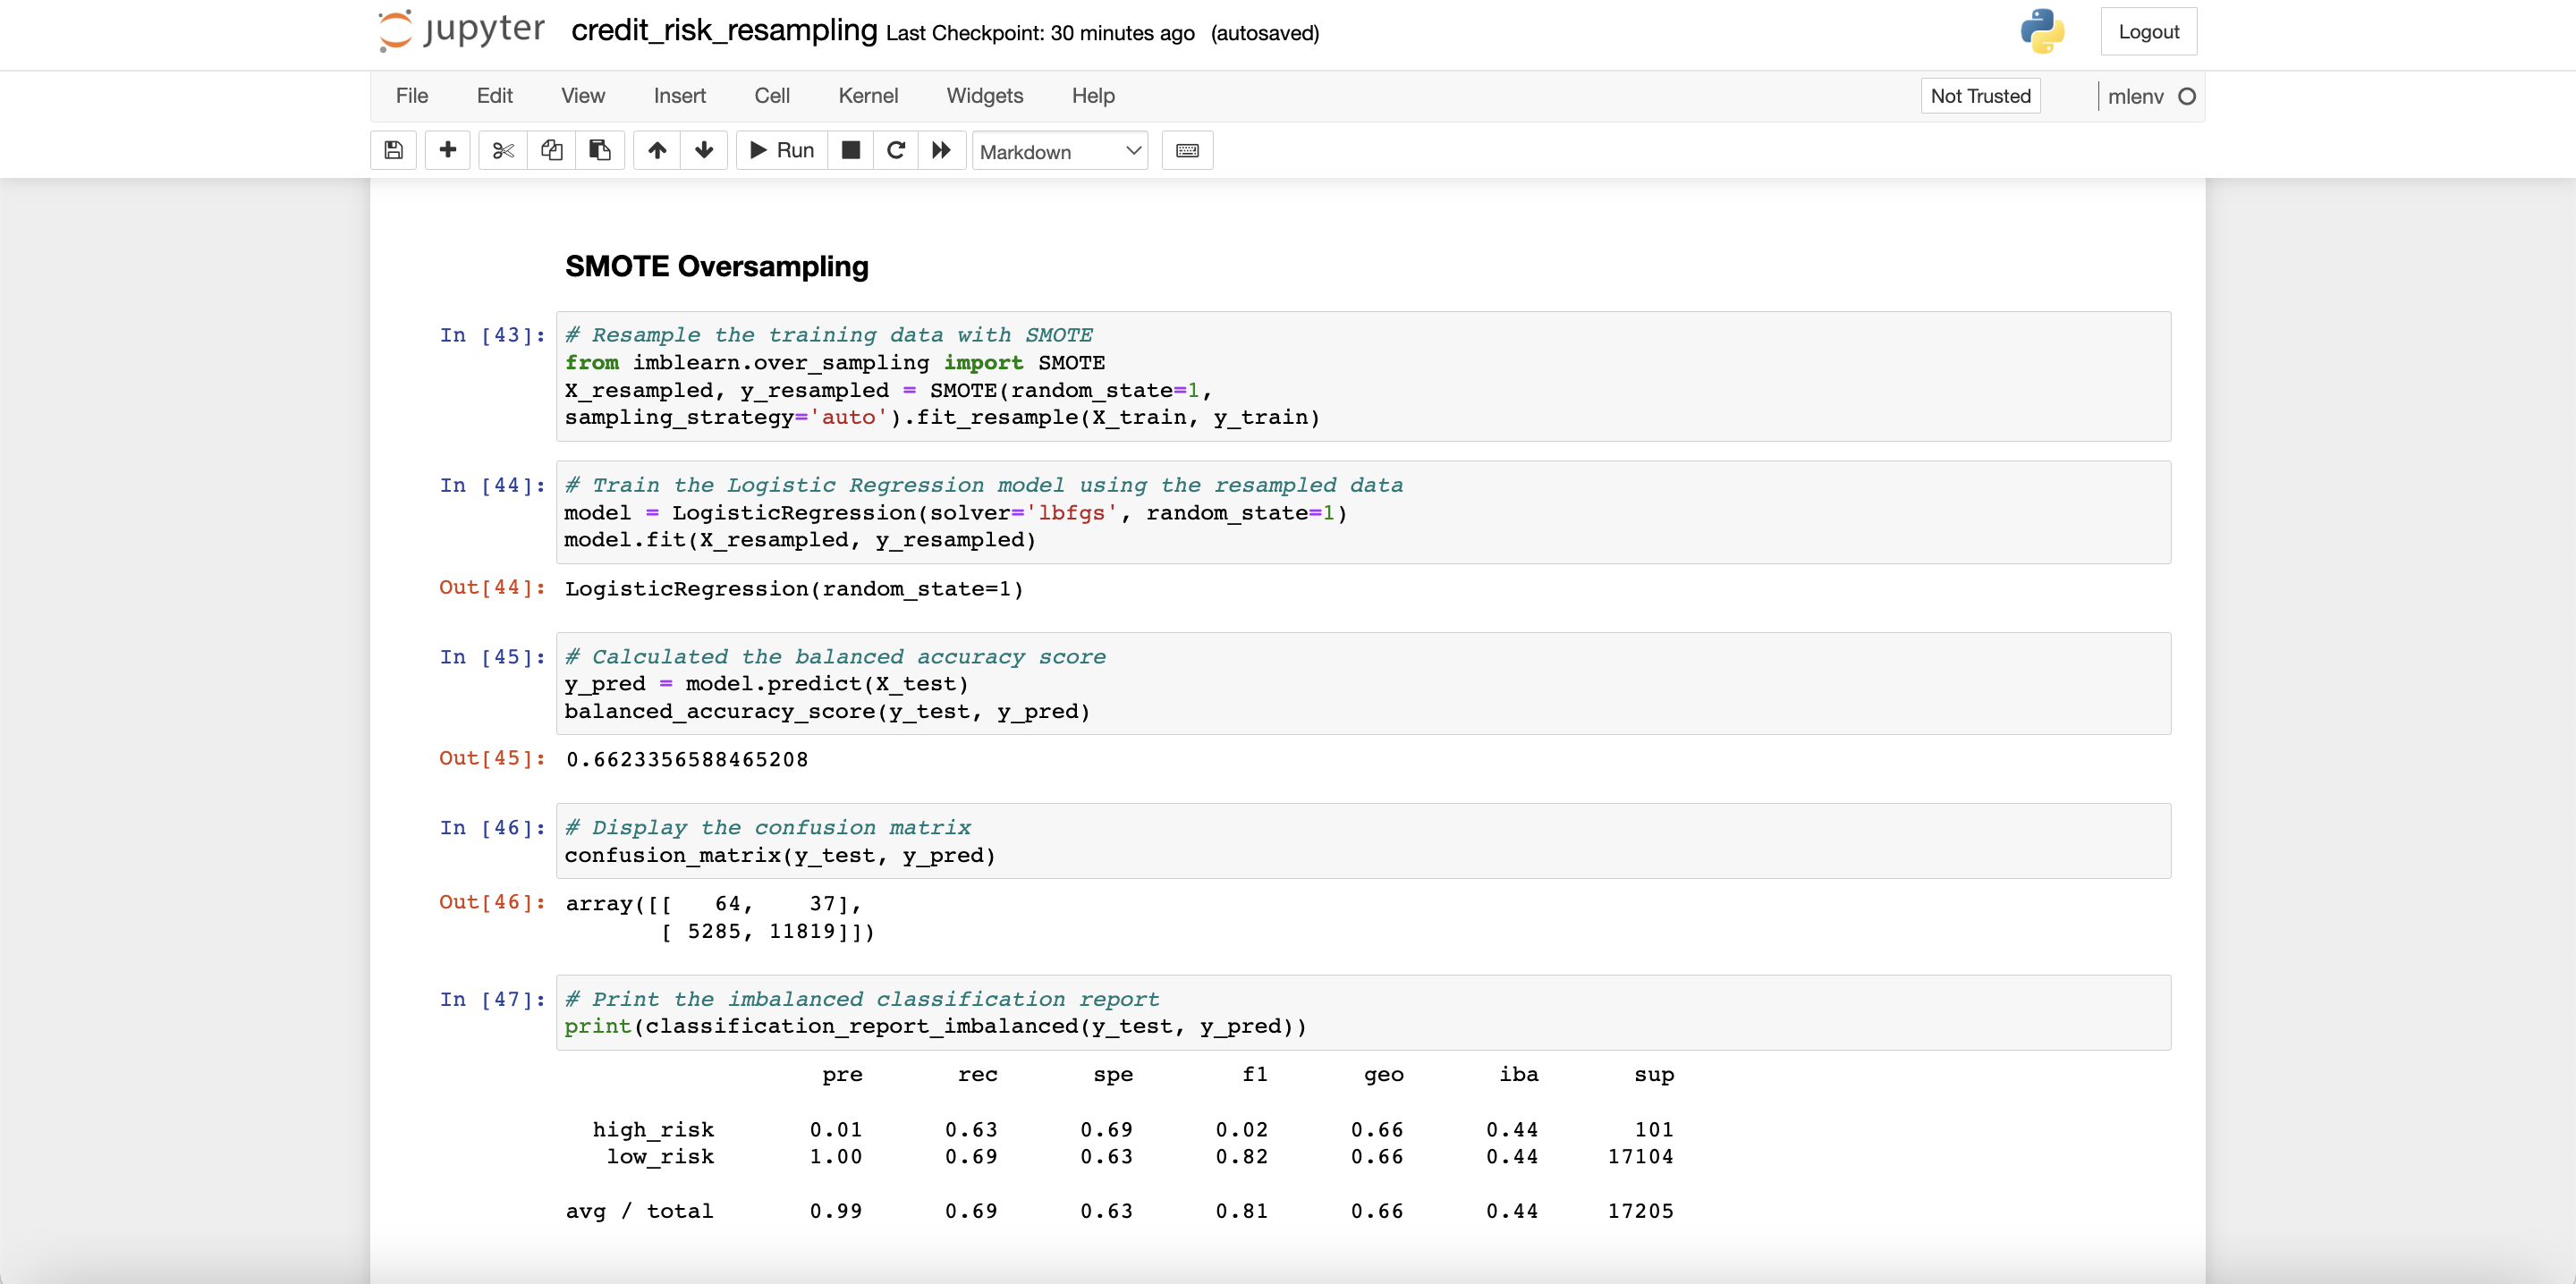 jupyter credit_risk_resampling Last Checkpoint: 30 minutes ago (autosaved) Logout
File Edit View Insert Cell Kernel Widgets Help Not Trusted mlenv
Run Markdown
SMOTE Oversampling
In [43]: # Resample the training data with SMOTE
from imblearn.over_sampling import SMOTE
X_resampled, y_resampled = SMOTE(random_state=1,
sampling_strategy='auto').fit_resample(X_train, y_train)
In [44]: # Train the Logistic Regression model using the resampled data
model = LogisticRegression(solver='lbfgs', random_state=1)
model.fit(X_resampled, y_resampled)
Out[44]: LogisticRegression(random_state=1)
In [45]: # Calculated the balanced accuracy score
y_pred = model.predict(X_test)
balanced_accuracy_score(y_test, y_pred)
Out[45]: 0.6623356588465208
In [46]: # Display the confusion matrix
confusion_matrix(y_test, y_pred)
Out[46]: array([[   64,    37],
       [ 5285, 11819]])
In [47]: # Print the imbalanced classification report
print(classification_report_imbalanced(y_test, y_pred))
pre rec spe f1 geo iba sup
high_risk 0.01 0.63 0.69 0.02 0.66 0.44 101
low_risk 1.00 0.69 0.63 0.82 0.66 0.44 17104
avg / total 0.99 0.69 0.63 0.81 0.66 0.44 17205